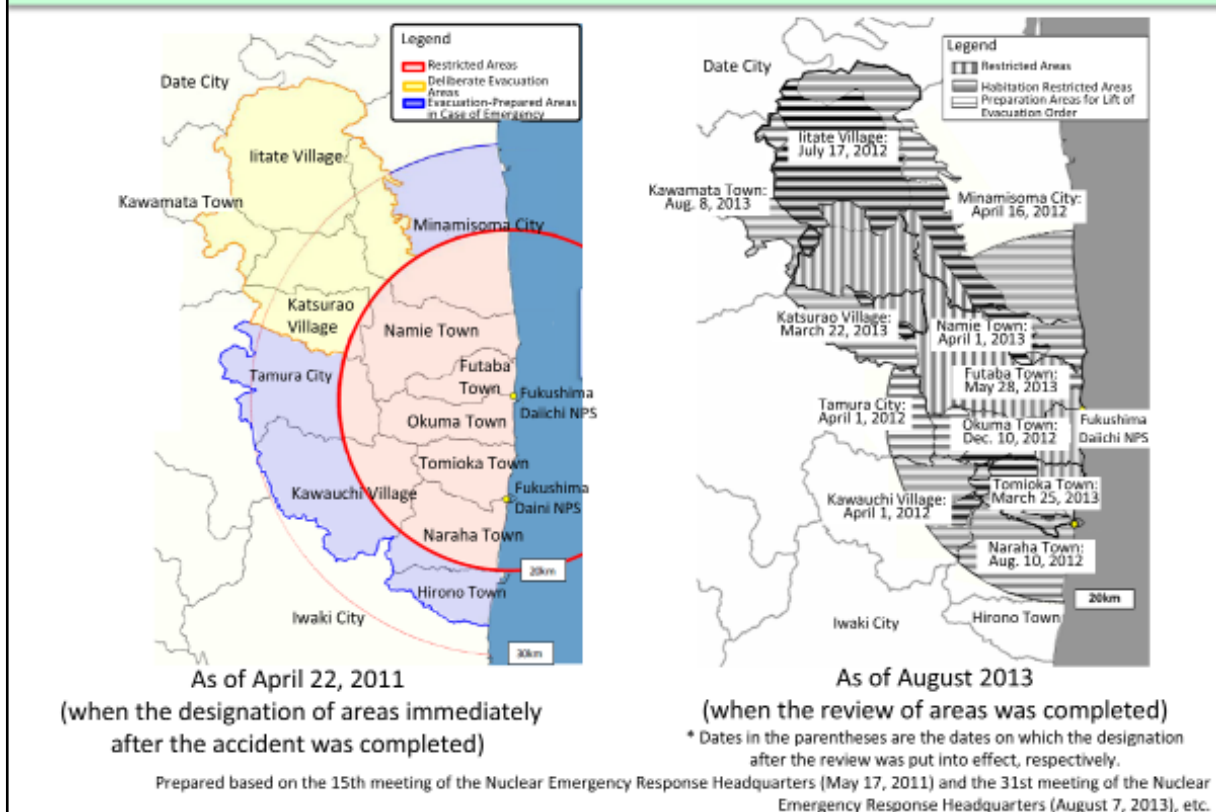 Legend
Restricted Areas
Deliberate Evacuation
Areas
Evacuation-Prepared Areas
in Case of Emergency
Date City
Iitate Village
Kawamata Town
Minamisoma City
Katsurao
Village
Namie Town
Tamura City
Futaba
Town
Fukushima
Daiichi NPS
Okuma Town
Tomioka Town
Kawauchi Village
Fukushima
Daini NPS
Naraha Town
20km
Hirono Town
Iwaki City
30km
As of April 22, 2011
(when the designation of areas immediately
after the accident was completed)
Legend
Restricted Areas
Habitation Restricted Areas
Preparation Areas for Lift of
Evacuation Order
Date City
Iitate Village:
July 17, 2012
Kawamata Town:
Aug. 8, 2013
Minamisoma City:
April 16, 2012
Katsurao Village:
March 22, 2013
Namie Town:
April 1, 2013
Futaba Town:
May 28, 2013
Tamura City:
April 1, 2012
Okuma Town:
Dec. 10, 2012
Fukushima
Daiichi NPS
Tomioka Town:
March 25, 2013
Kawauchi Village:
April 1, 2012
Naraha Town:
Aug. 10, 2012
20km
Iwaki City
Hirono Town
As of August 2013
(when the review of areas was completed)
* Dates in the parentheses are the dates on which the designation
after the review was put into effect, respectively.
Prepared based on the 15th meeting of the Nuclear Emergency Response Headquarters (May 17, 2011) and the 31st meeting of the Nuclear
Emergency Response Headquarters (August 7, 2013), etc.